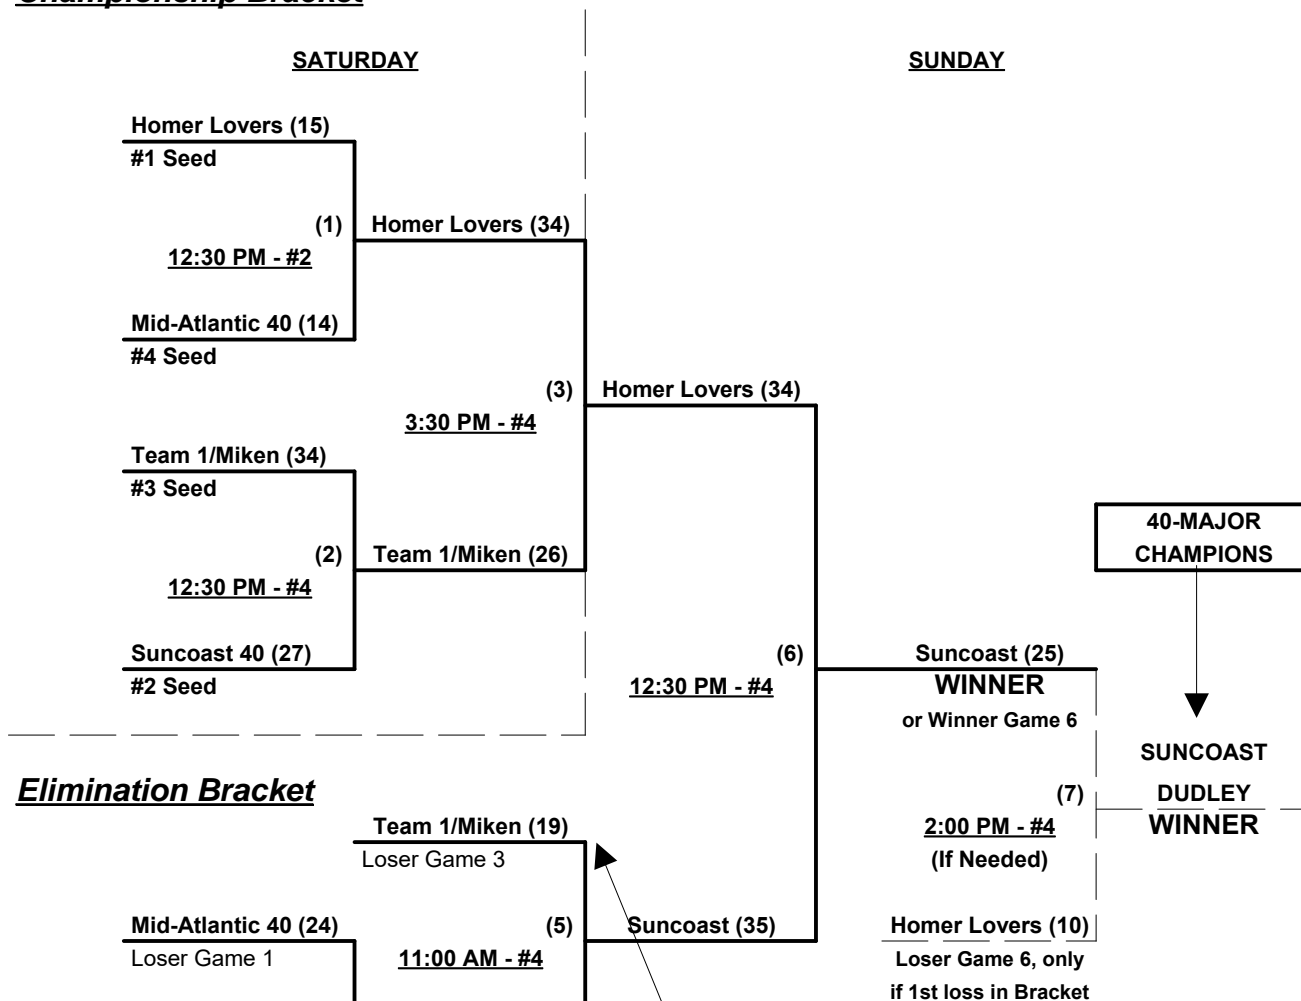 Championship Bracket
SATURDAY
SUNDAY
Homer Lovers (15)
#1 Seed
(1)
Homer Lovers (34)
12:30 PM - #2
Mid-Atlantic 40 (14)
#4 Seed
(3)
Homer Lovers (34)
3:30 PM - #4
Team 1/Miken (34)
#3 Seed
40-MAJOR
CHAMPIONS
(2)
Team 1/Miken (26)
12:30 PM - #4
Suncoast 40 (27)
#2 Seed
(6)
Suncoast (25)
12:30 PM - #4
WINNER
or Winner Game 6
SUNCOAST
DUDLEY
WINNER
Elimination Bracket
(7)
Team 1/Miken (19)
2:00 PM - #4
Loser Game 3
(If Needed)
Mid-Atlantic 40 (24)
(5)
Suncoast (35)
Homer Lovers (10)
Loser Game 1
11:00 AM - #4
Loser Game 6, only
if 1st loss in Bracket